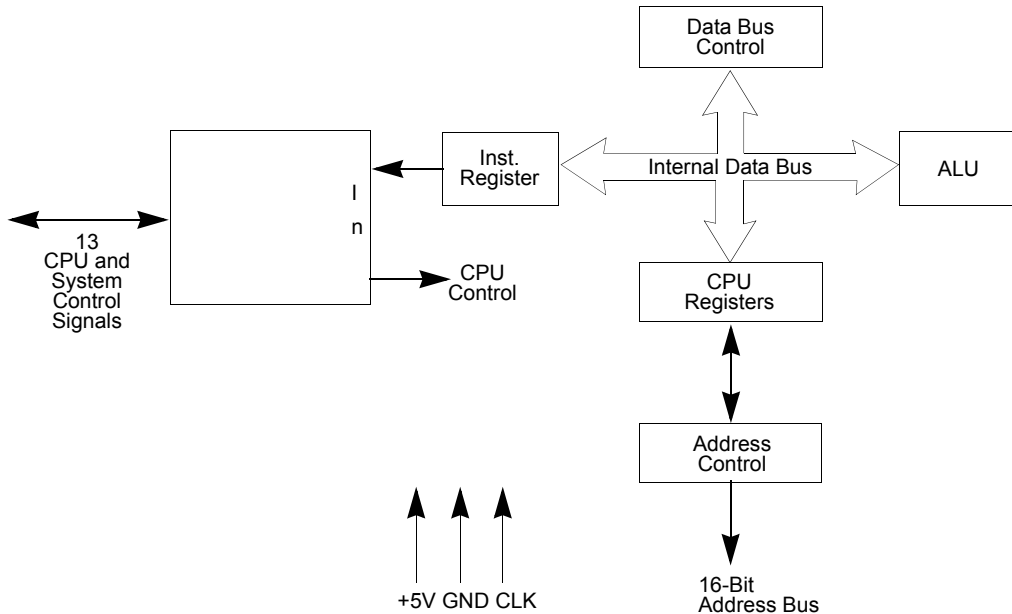 Data Bus
Control
Inst.
Register
Internal Data Bus
ALU
I
n
13
CPU and
System
Control
Signals
CPU
Control
CPU
Registers
Address
Control
+5V GND CLK
16-Bit
Address Bus